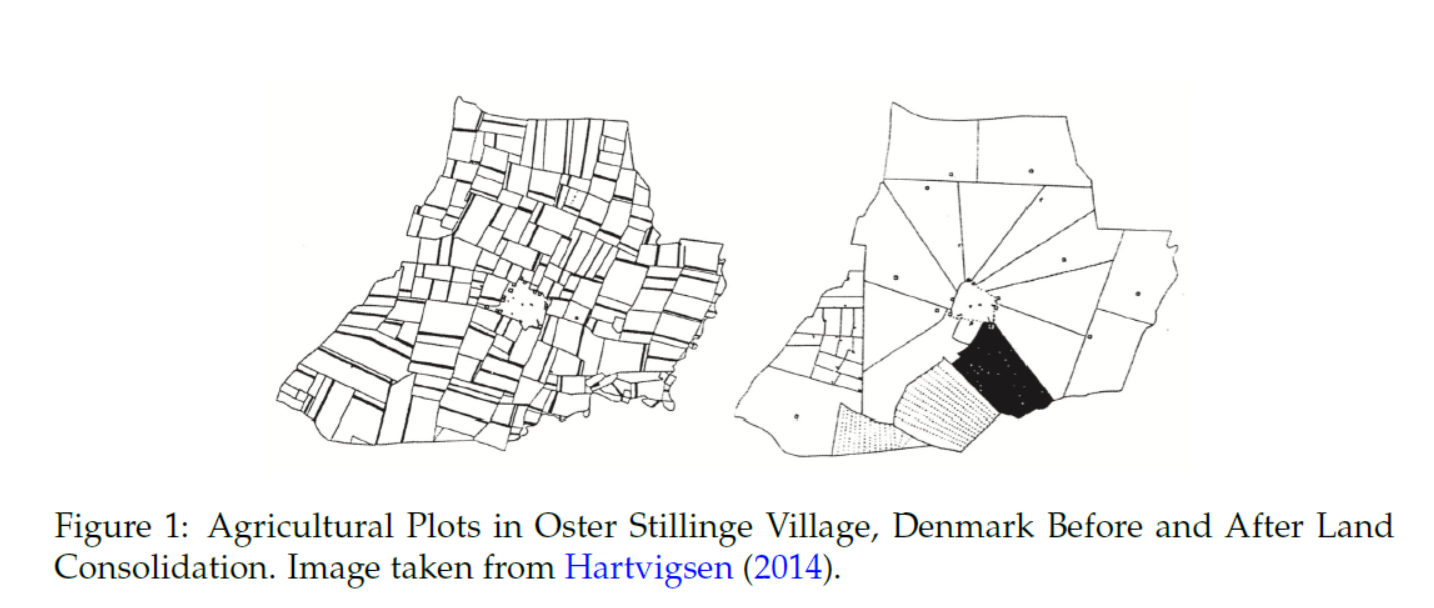 Figure 1: Agricultural Plots in Oster Stillinge Village, Denmark Before and After Land
Consolidation. Image taken from Hartvigsen (2014).